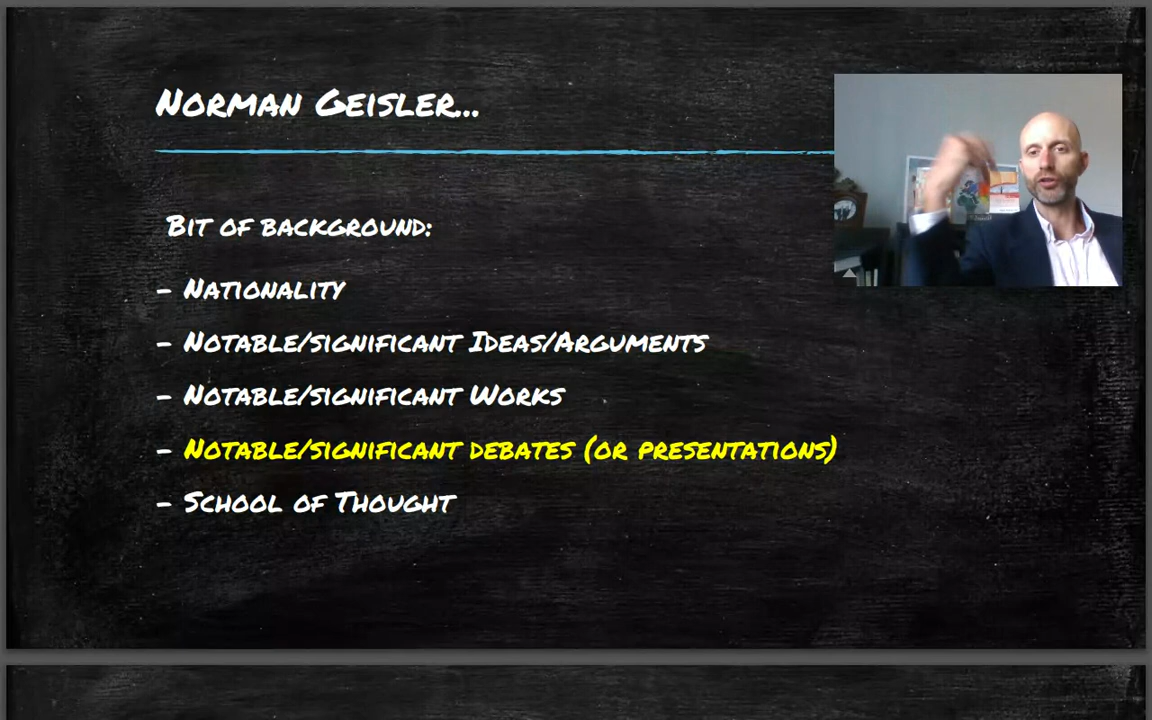 Norman Geisler...
Bit of background:
- Nationality
- Notable/significant Ideas/Arguments
- Notable/significant Works
- Notable/significant debates (or presentations)
- School of Thought